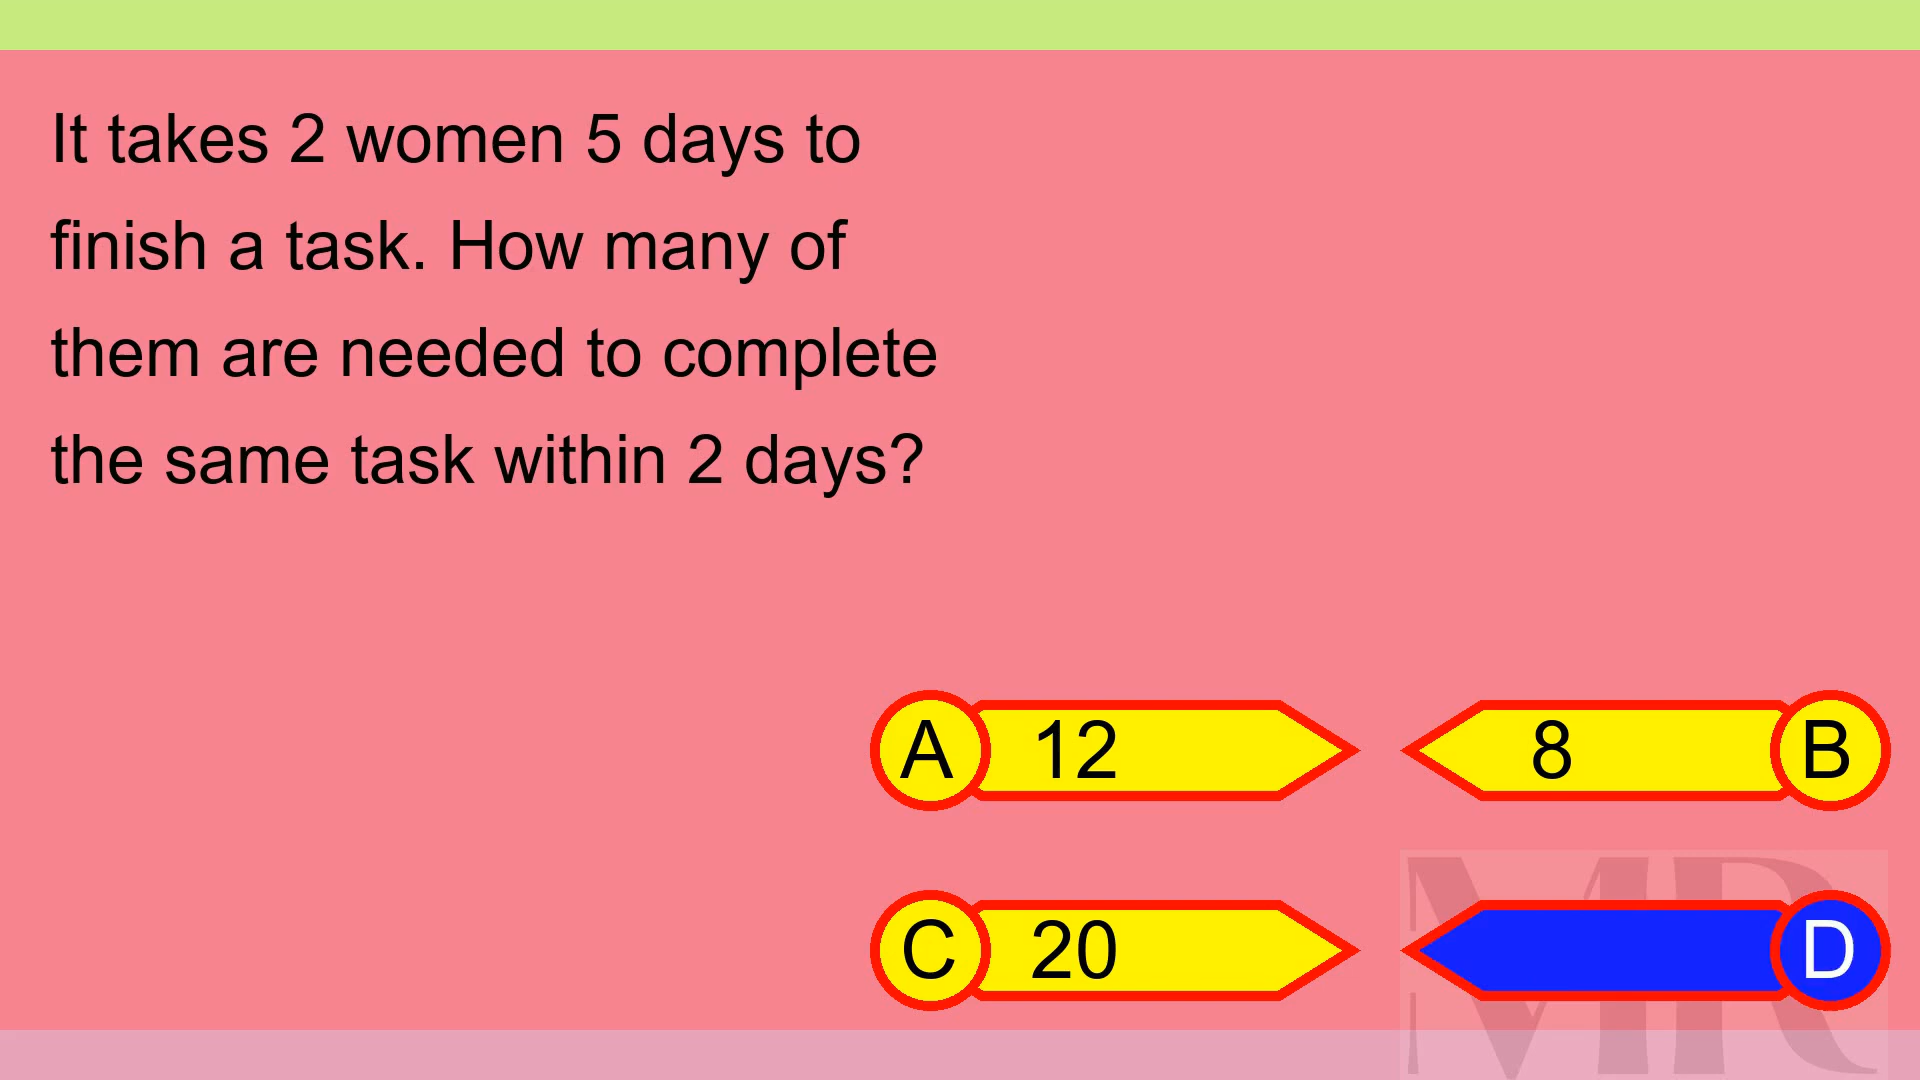 It takes 2 women 5 days to
finish a task. How many of
them are needed to complete
the same task within 2 days?
A 12
8 B
C 20
D
MR